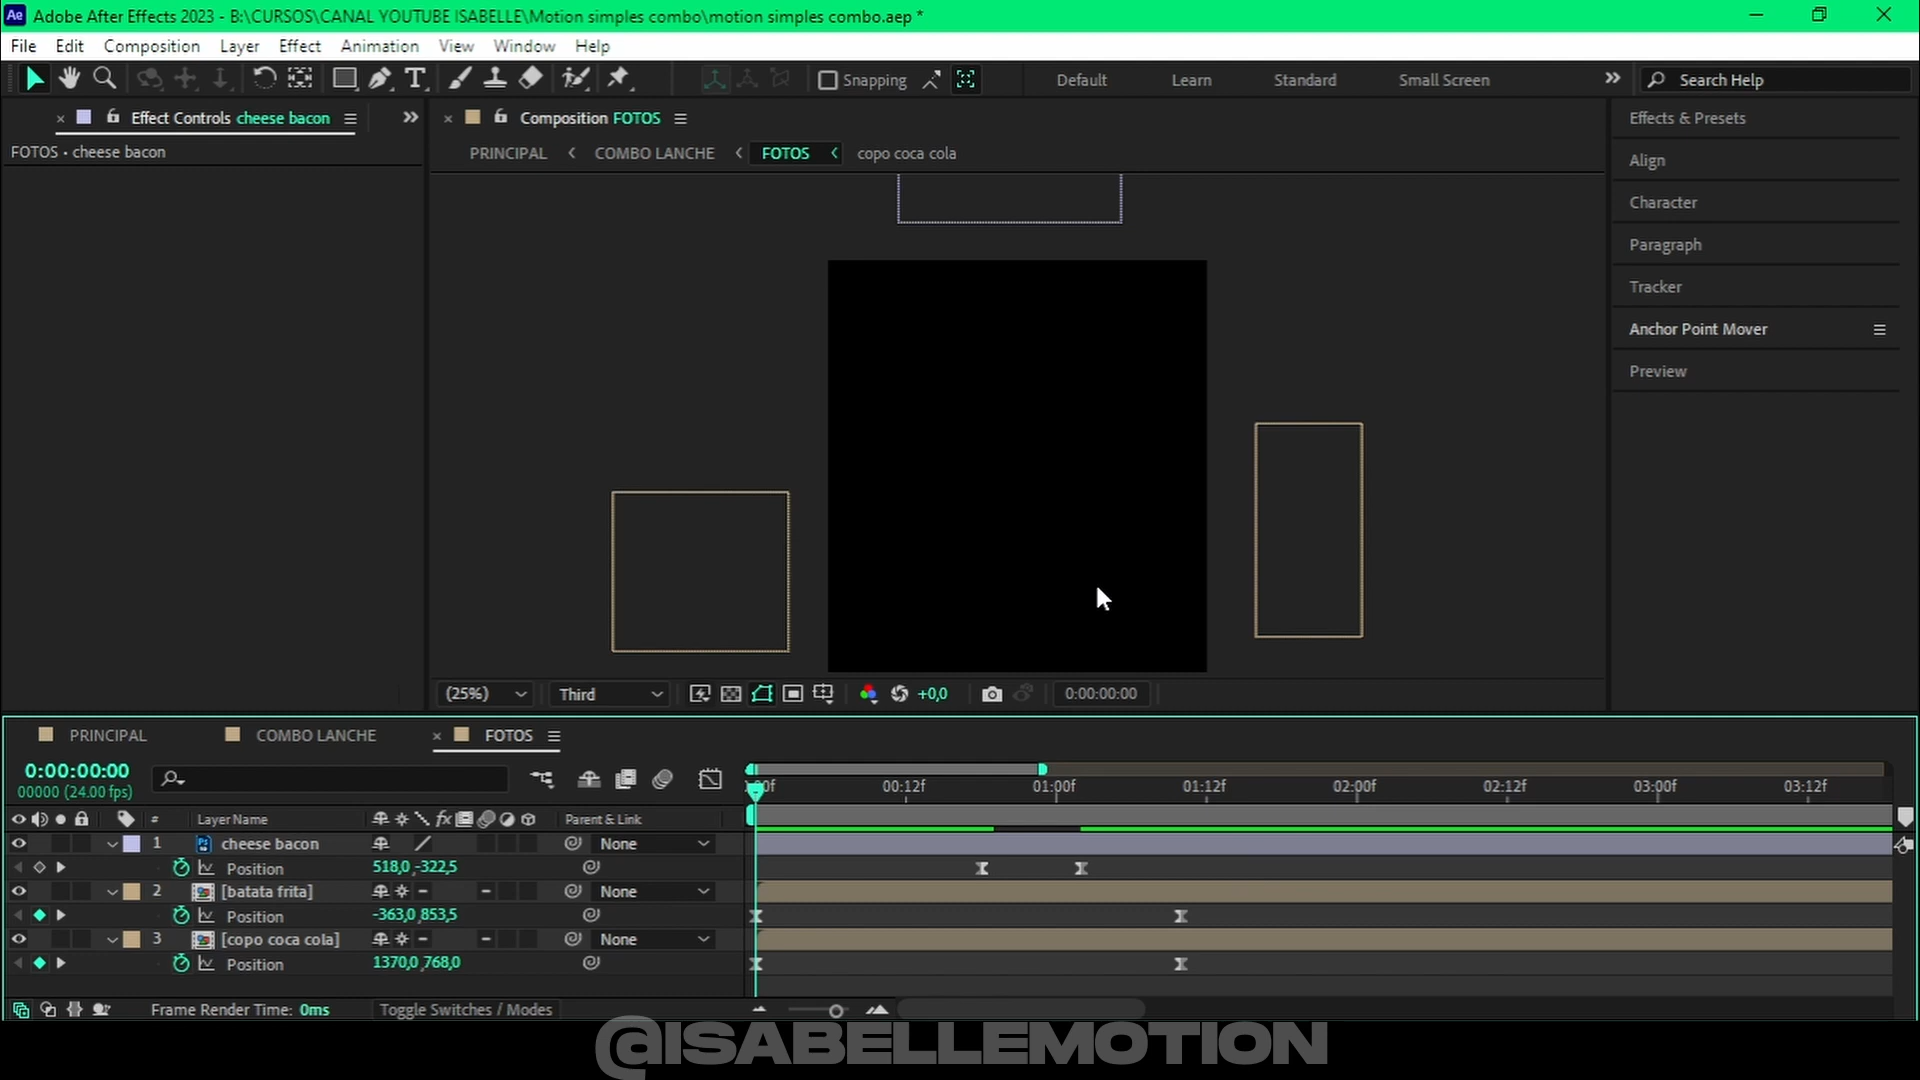 Ae Adobe After Effects 2023 - B:\CURSOS\CANAL YOUTUBE ISABELLE\Motion simples combo\motion simples combo.aep *
File Edit Composition Layer Effect Animation View Window Help
Snapping Default Learn Standard Small Screen Search Help
Effect Controls cheese bacon
Composition FOTOS
Effects & Presets
FOTOS • cheese bacon
PRINCIPAL COMBO LANCHE FOTOS copo coca cola
Align
Character
Paragraph
Tracker
Anchor Point Mover
Preview
(25%) Third +0,0 0:00:00:00
PRINCIPAL COMBO LANCHE FOTOS
0:00:00:00
00000 (24.00 fps)
:00f 00:12f 01:00f 01:12f 02:00f 02:12f 03:00f 03:12f
# Layer Name fx Parent & Link
1 Ps cheese bacon None
Position 518,0 ,-322,5
2 [batata frita] None
Position -363,0 ,853,5
3 [copo coca cola] None
Position 1370,0 ,768,0
Frame Render Time: 0ms Toggle Switches / Modes
@ISABELLEMOTION